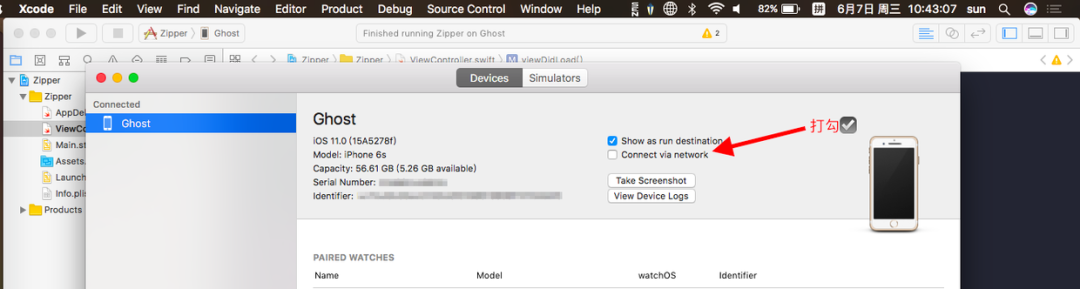 Xcode File Edit View Find Navigate Editor Product Debug Source Control Window Help 82% 拼 6月7日 周三 10:43:07 sun
Zipper Ghost Finished running Zipper on Ghost 2
Zipper Zipper ViewController.swift viewDidLoad()
Zipper
Zipper
AppDel
ViewCo
Main.st
Assets.
Launch
Info.plis
Products
Devices Simulators
Connected
Ghost
Ghost
iOS 11.0 (15A5278f)
Model: iPhone 6s
Capacity: 56.61 GB (5.26 GB available)
Serial Number:
Identifier:
Show as run destination
Connect via network
打勾
Take Screenshot
View Device Logs
PAIRED WATCHES
Name Model watchOS Identifier